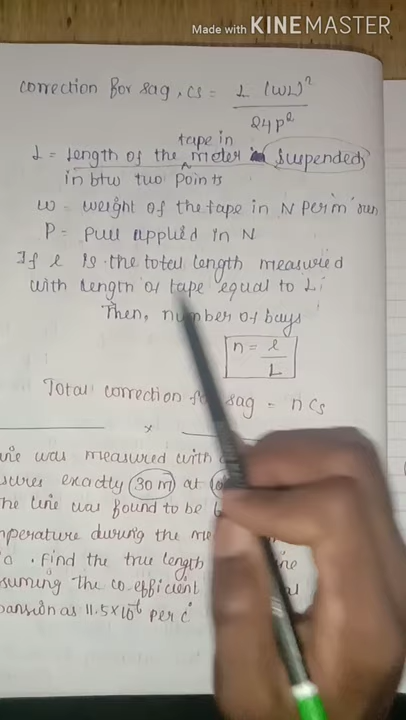 Made with KINEMASTER
correction for sag, cs = L (WL)²
24p²
L = Length of the tape in meter suspended
in btw two points
w = weight of the tape in N per m run
P = Pull applied in N
If l is the total length measured
with Length of tape equal to L;
Then, number of bays
n = l
L
Total correction sag = n cs
was measured with
exactly 30 m at
The line was found to be
during the
. Find the true length
The co-efficient
as 11.5×10⁻⁶ per c°